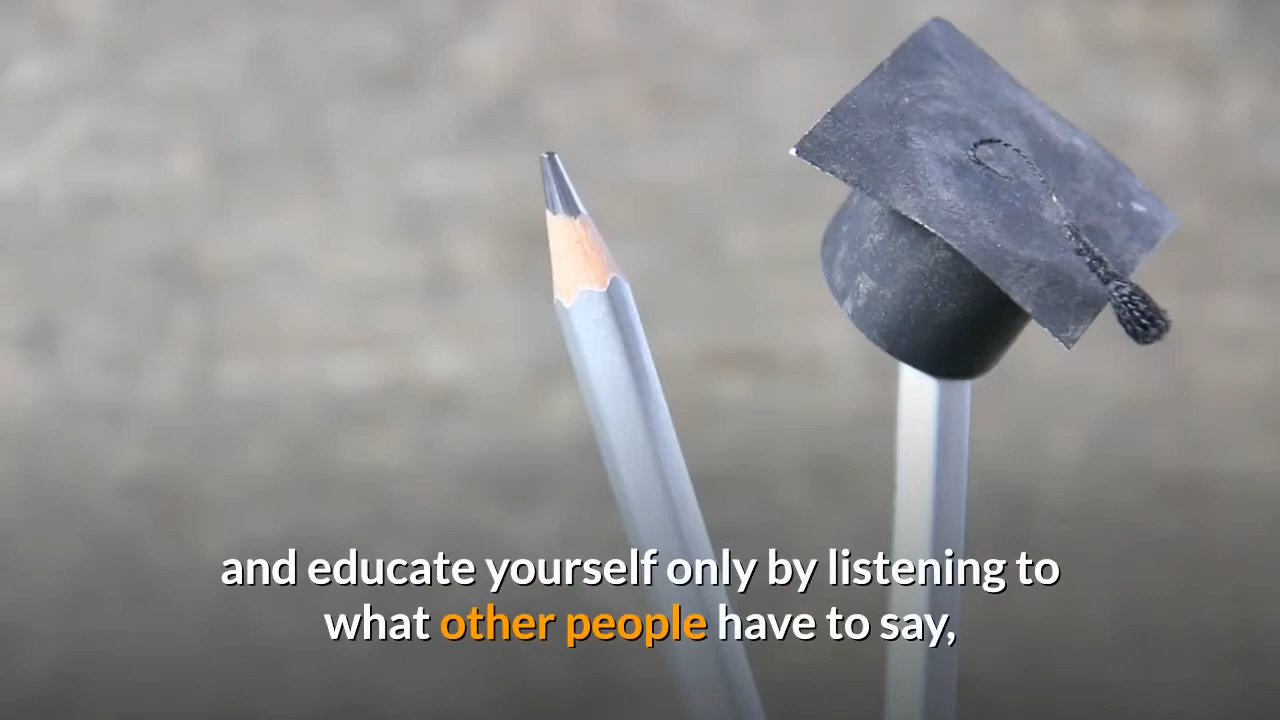 and educate yourself only by listening to
what other people have to say,